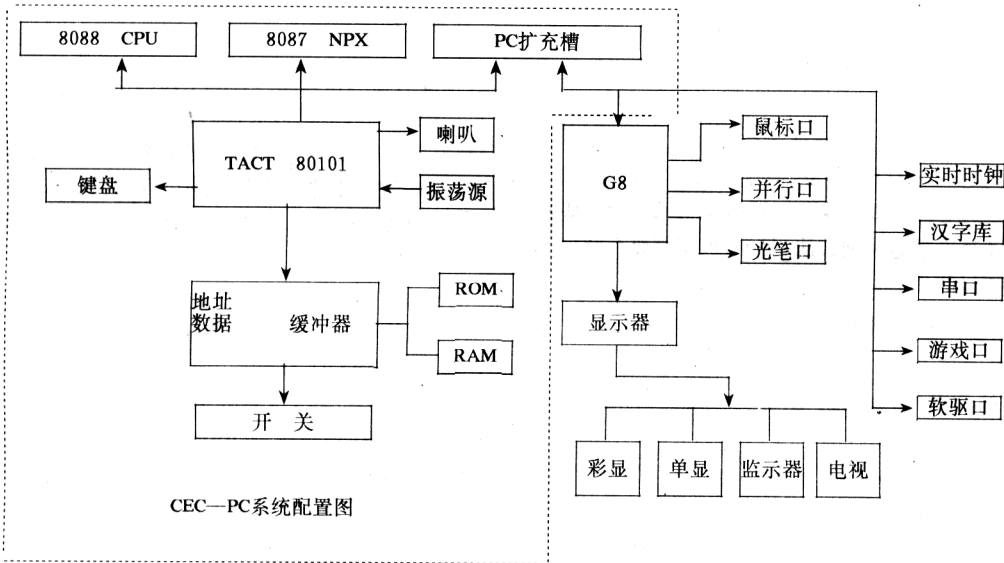 8088 CPU
8087 NPX
PC扩充槽
TACT 80101
喇叭
键盘
振荡源
G8
鼠标口
并行口
光笔口
实时时钟
汉字库
串口
游戏口
软驱口
地址
数据
缓冲器
ROM
RAM
显示器
开 关
彩显
单显
监示器
电视
CEC—PC系统配置图